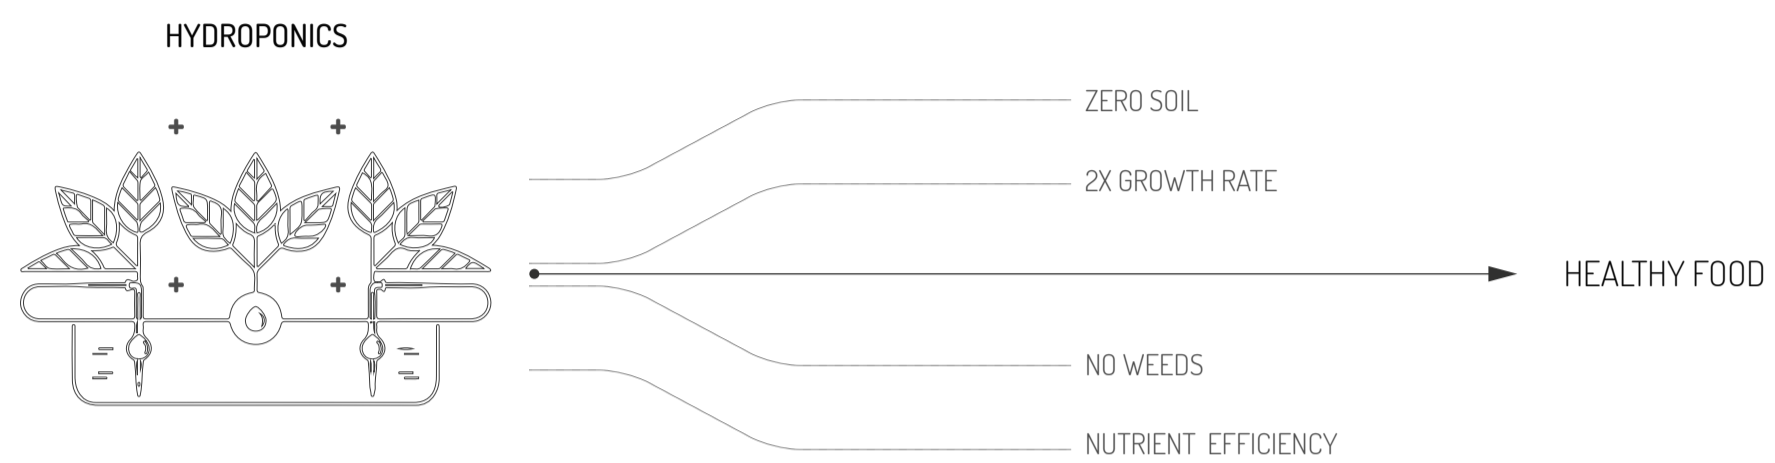 HYDROPONICS
ZERO SOIL
2X GROWTH RATE
HEALTHY FOOD
NO WEEDS
NUTRIENT EFFICIENCY